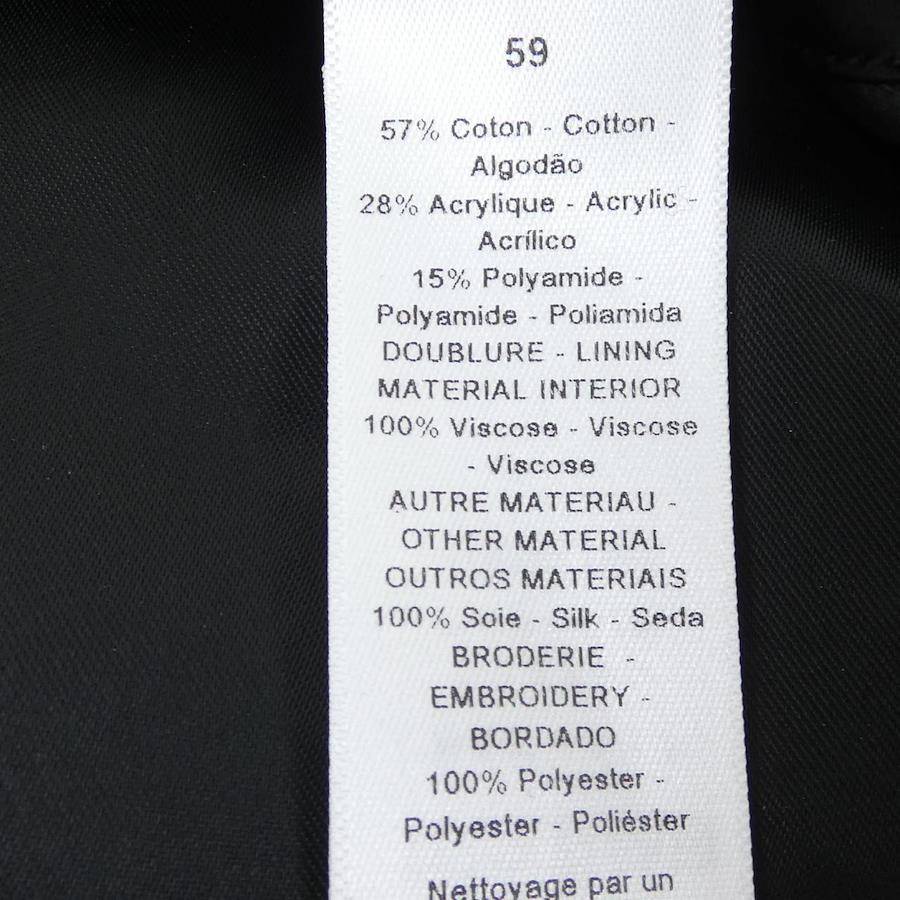 59
57% Coton - Cotton -
Algodão
28% Acrylique - Acrylic -
Acrílico
15% Polyamide -
Polyamide - Poliamida
DOUBLURE - LINING
MATERIAL INTERIOR
100% Viscose - Viscose
- Viscose
AUTRE MATERIAU -
OTHER MATERIAL
OUTROS MATERIAIS
100% Soie - Silk - Seda
BRODERIE -
EMBROIDERY -
BORDADO
100% Polyester -
Polyester - Poliéster
Nettoyage par un